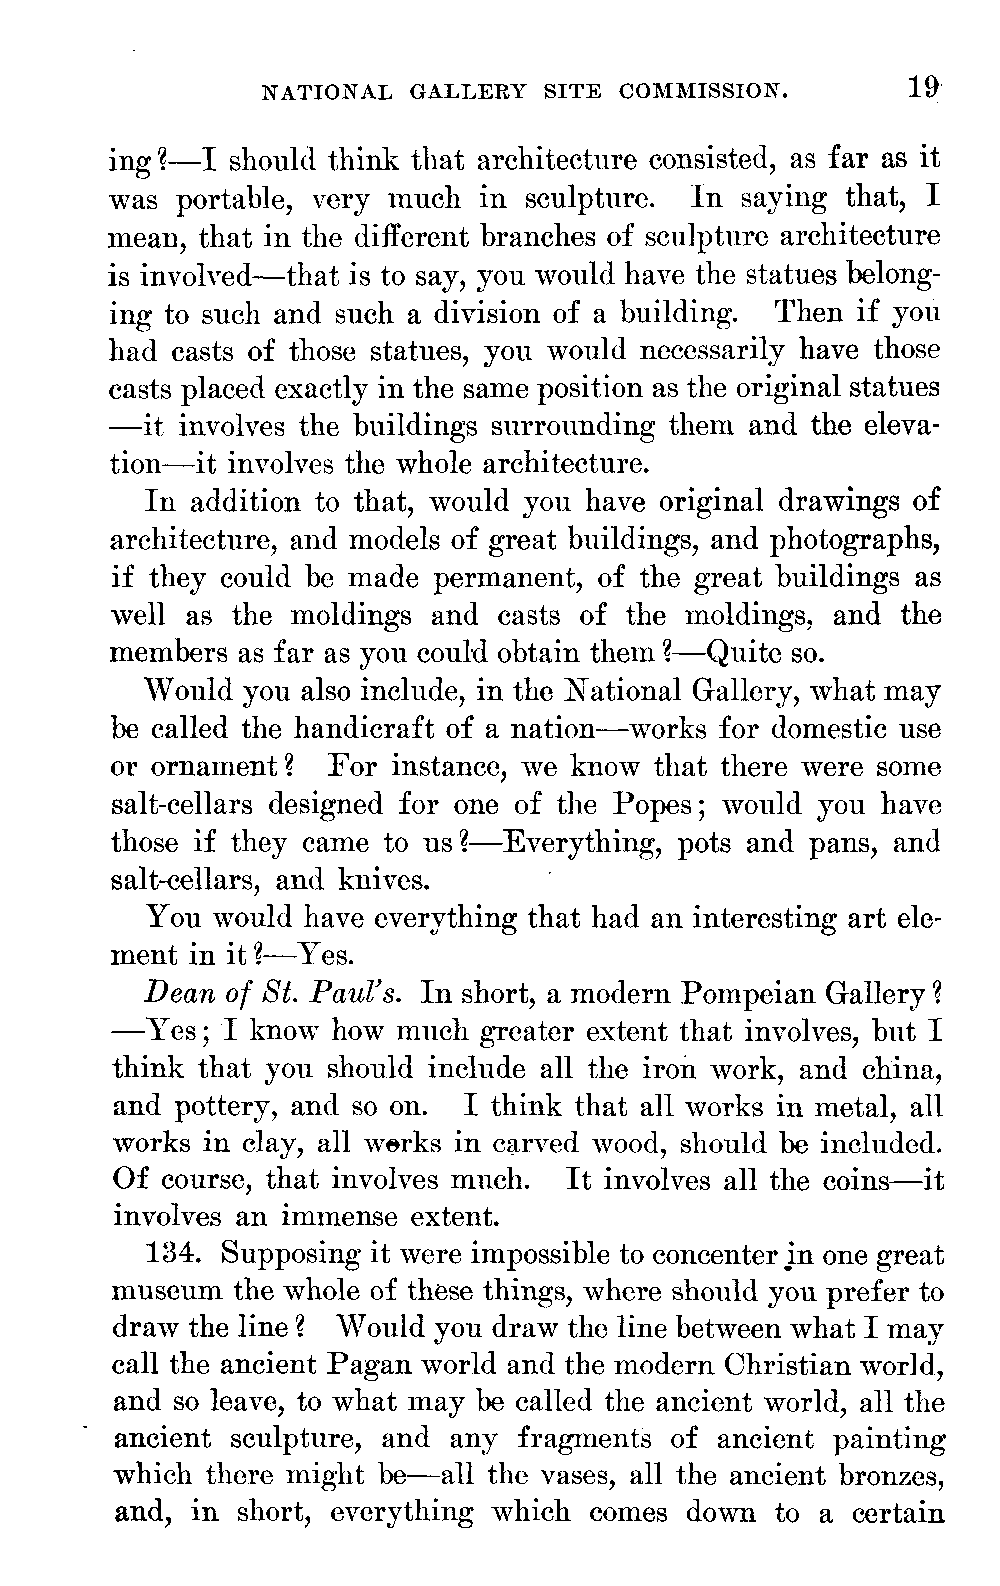 NATIONAL GALLERY SITE COMMISSION. 19
ing?—I should think that architecture consisted, as far as it
was portable, very much in sculpture. In saying that, I
mean, that in the different branches of sculpture architecture
is involved—that is to say, you would have the statues belong-
ing to such and such a division of a building. Then if you
had casts of those statues, you would necessarily have those
casts placed exactly in the same position as the original statues
—it involves the buildings surrounding them and the eleva-
tion—it involves the whole architecture.
In addition to that, would you have original drawings of
architecture, and models of great buildings, and photographs,
if they could be made permanent, of the great buildings as
well as the moldings and casts of the moldings, and the
members as far as you could obtain them?—Quite so.
Would you also include, in the National Gallery, what may
be called the handicraft of a nation—works for domestic use
or ornament? For instance, we know that there were some
salt-cellars designed for one of the Popes; would you have
those if they came to us?—Everything, pots and pans, and
salt-cellars, and knives.
You would have everything that had an interesting art ele-
ment in it?—Yes.
Dean of St. Paul's. In short, a modern Pompeian Gallery?
—Yes; I know how much greater extent that involves, but I
think that you should include all the iron work, and china,
and pottery, and so on. I think that all works in metal, all
works in clay, all works in carved wood, should be included.
Of course, that involves much. It involves all the coins—it
involves an immense extent.
134. Supposing it were impossible to concenter in one great
museum the whole of these things, where should you prefer to
draw the line? Would you draw the line between what I may
call the ancient Pagan world and the modern Christian world,
and so leave, to what may be called the ancient world, all the
ancient sculpture, and any fragments of ancient painting
which there might be—all the vases, all the ancient bronzes,
and, in short, everything which comes down to a certain